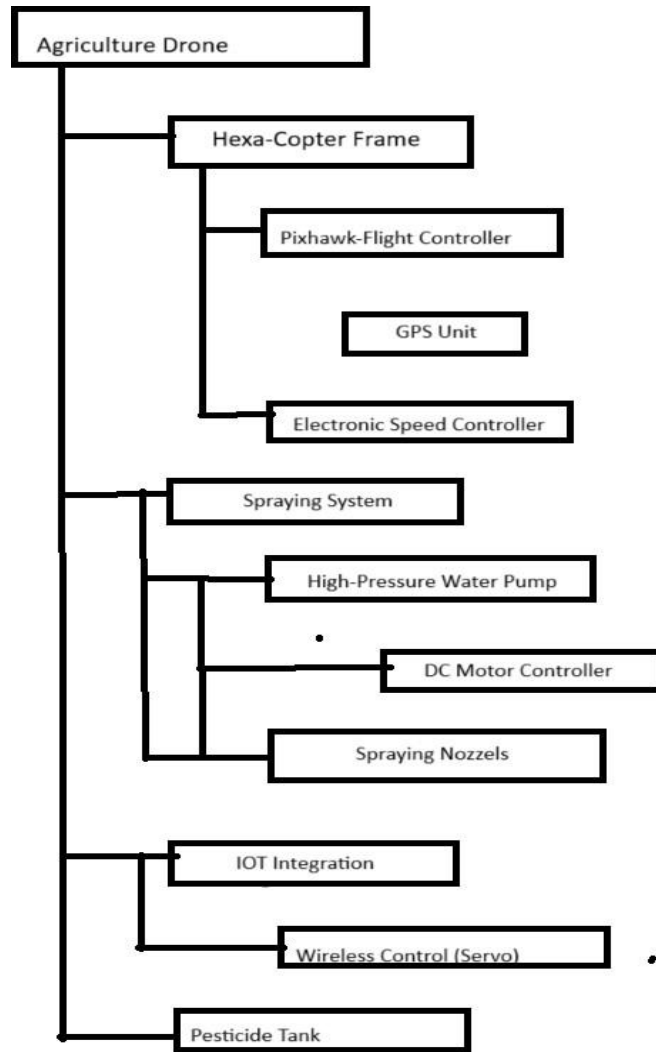 Agriculture Drone
Hexa-Copter Frame
Pixhawk-Flight Controller
GPS Unit
Electronic Speed Controller
Spraying System
High-Pressure Water Pump
DC Motor Controller
Spraying Nozzels
IOT Integration
Wireless Control (Servo)
Pesticide Tank